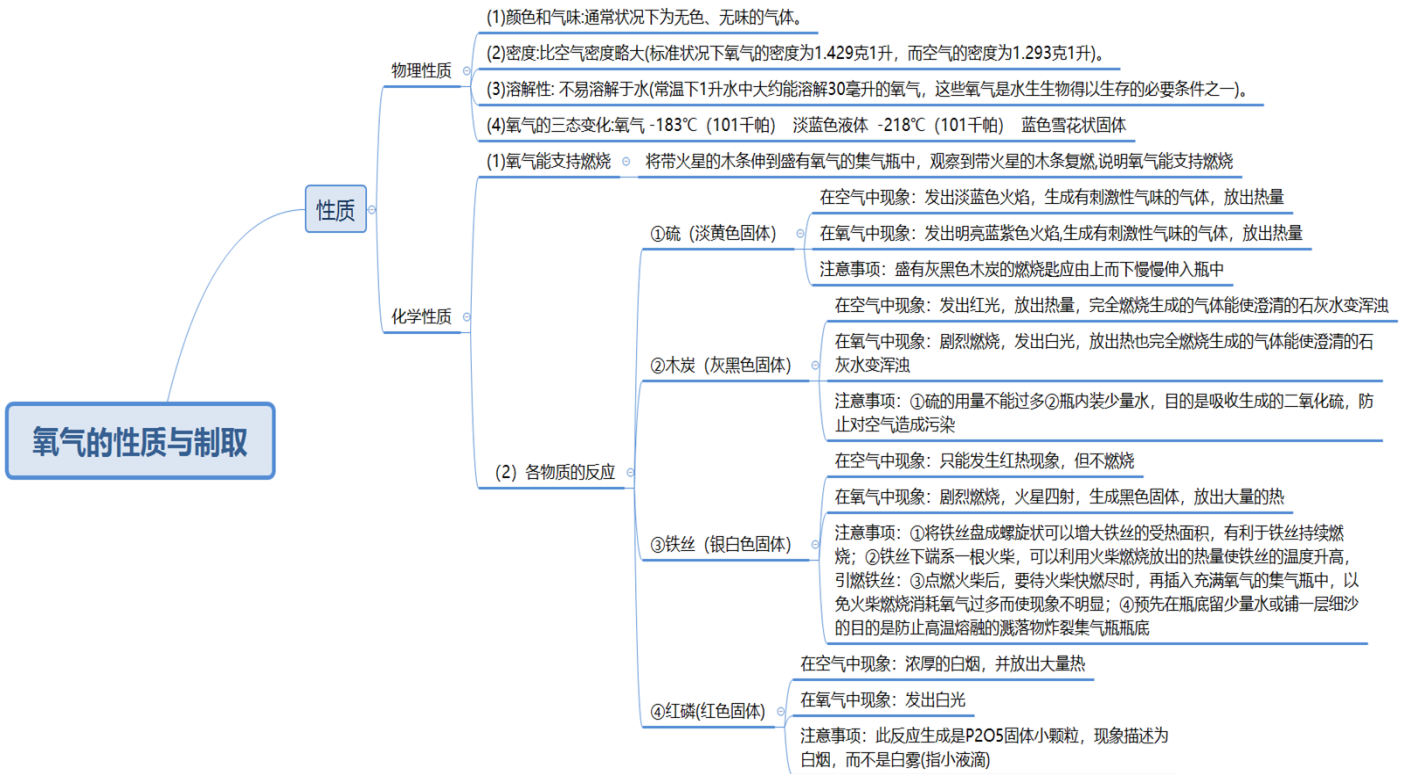 (1)颜色和气味:通常状况下为无色、无味的气体。
(2)密度:比空气密度略大(标准状况下氧气的密度为1.429克1升，而空气的密度为1.293克1升)。
物理性质
(3)溶解性: 不易溶解于水(常温下1升水中大约能溶解30毫升的氧气，这些氧气是水生生物得以生存的必要条件之一)。
(4)氧气的三态变化:氧气 -183℃（101千帕） 淡蓝色液体 -218℃（101千帕） 蓝色雪花状固体
(1)氧气能支持燃烧
将带火星的木条伸到盛有氧气的集气瓶中，观察到带火星的木条复燃,说明氧气能支持燃烧
性质
在空气中现象：发出淡蓝色火焰，生成有刺激性气味的气体，放出热量
①硫（淡黄色固体）
在氧气中现象：发出明亮蓝紫色火焰,生成有刺激性气味的气体，放出热量
注意事项：盛有灰黑色木炭的燃烧匙应由上而下慢慢伸入瓶中
化学性质
在空气中现象：发出红光，放出热量，完全燃烧生成的气体能使澄清的石灰水变浑浊
在氧气中现象：剧烈燃烧，发出白光，放出热也完全燃烧生成的气体能使澄清的石
灰水变浑浊
②木炭（灰黑色固体）
注意事项：①硫的用量不能过多②瓶内装少量水，目的是吸收生成的二氧化硫，防
止对空气造成污染
氧气的性质与制取
（2）各物质的反应
在空气中现象：只能发生红热现象，但不燃烧
在氧气中现象：剧烈燃烧，火星四射，生成黑色固体，放出大量的热
③铁丝（银白色固体）
注意事项：①将铁丝盘成螺旋状可以增大铁丝的受热面积，有利于铁丝持续燃
烧；②铁丝下端系一根火柴，可以利用火柴燃烧放出的热量使铁丝的温度升高，
引燃铁丝：③点燃火柴后，要待火柴快燃尽时，再插入充满氧气的集气瓶中，以
免火柴燃烧消耗氧气过多而使现象不明显；④预先在瓶底留少量水或铺一层细沙
的目的是防止高温熔融的溅落物炸裂集气瓶瓶底
在空气中现象：浓厚的白烟，并放出大量热
④红磷(红色固体)
在氧气中现象：发出白光
注意事项：此反应生成是P2O5固体小颗粒，现象描述为
白烟，而不是白雾(指小液滴)